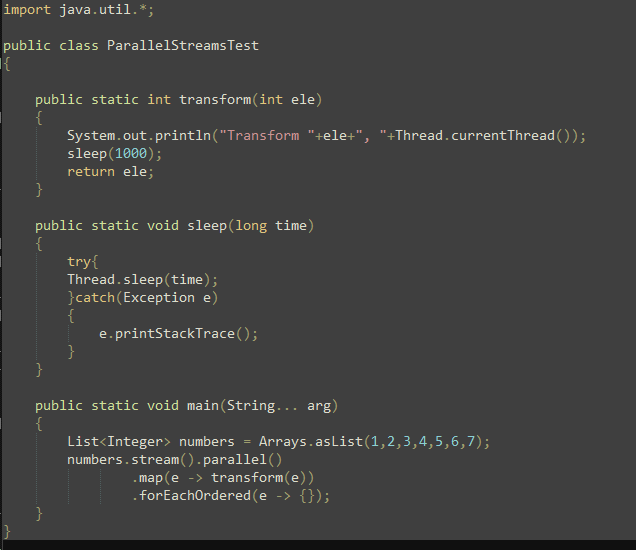 import java.util.*;

public class ParallelStreamsTest
{

    public static int transform(int ele)
    {
        System.out.println("Transform "+ele+", "+Thread.currentThread());
        sleep(1000);
        return ele;
    }

    public static void sleep(long time)
    {
        try{
        Thread.sleep(time);
        }catch(Exception e)
        {
            e.printStackTrace();
        }
    }

    public static void main(String... arg)
    {
        List<Integer> numbers = Arrays.asList(1,2,3,4,5,6,7);
        numbers.stream().parallel()
                .map(e -> transform(e))
                .forEachOrdered(e -> {});
    }
}